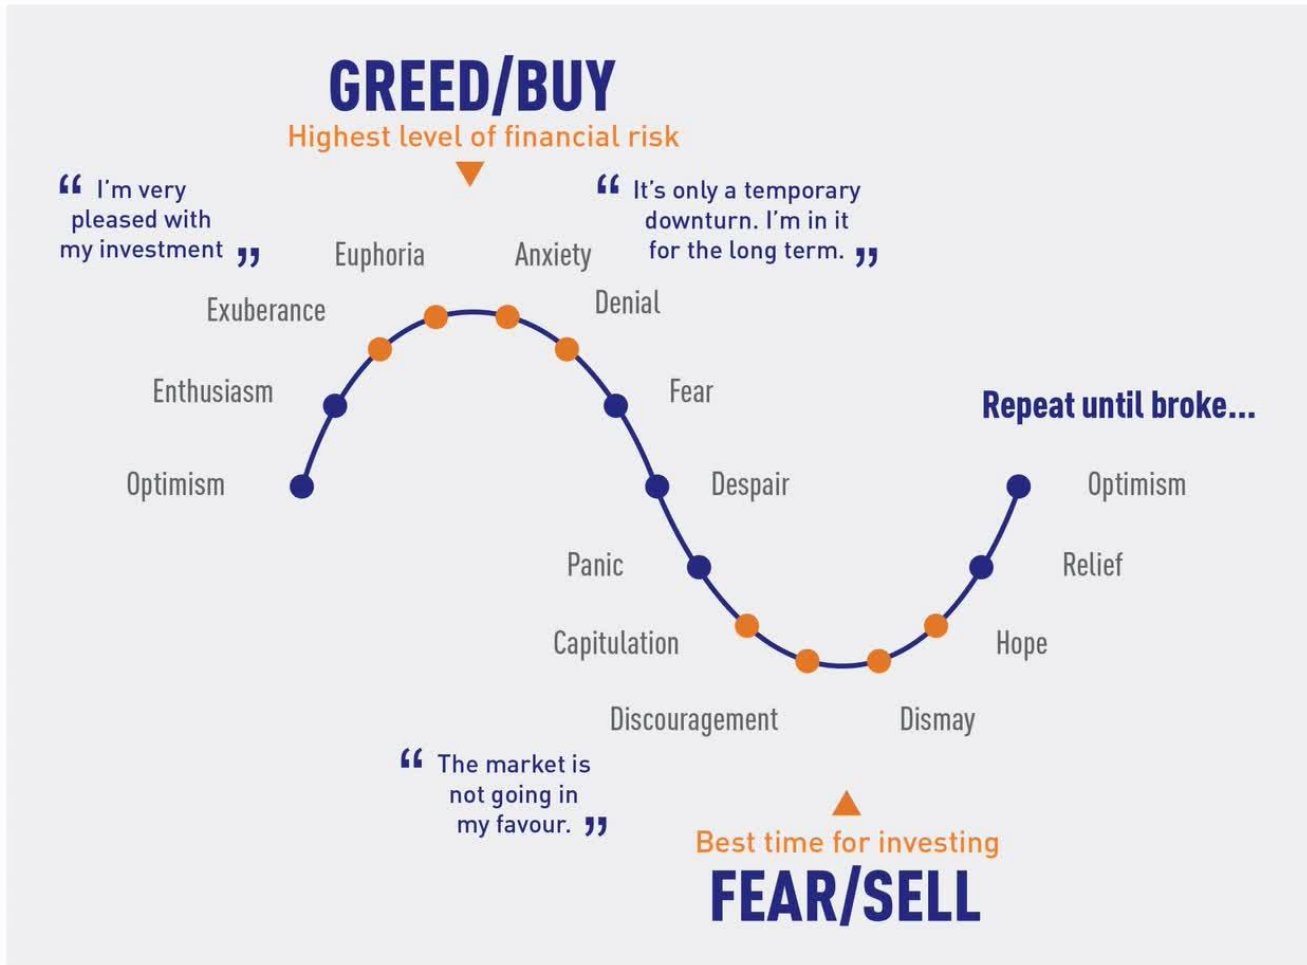 GREED/BUY
Highest level of financial risk
“ I’m very
pleased with
my investment ”
“ It’s only a temporary
downturn. I’m in it
for the long term. ”
Euphoria
Anxiety
Exuberance
Denial
Enthusiasm
Fear
Repeat until broke...
Optimism
Despair
Optimism
Panic
Relief
Capitulation
Hope
Discouragement
Dismay
“ The market is
not going in
my favour. ”
Best time for investing
FEAR/SELL